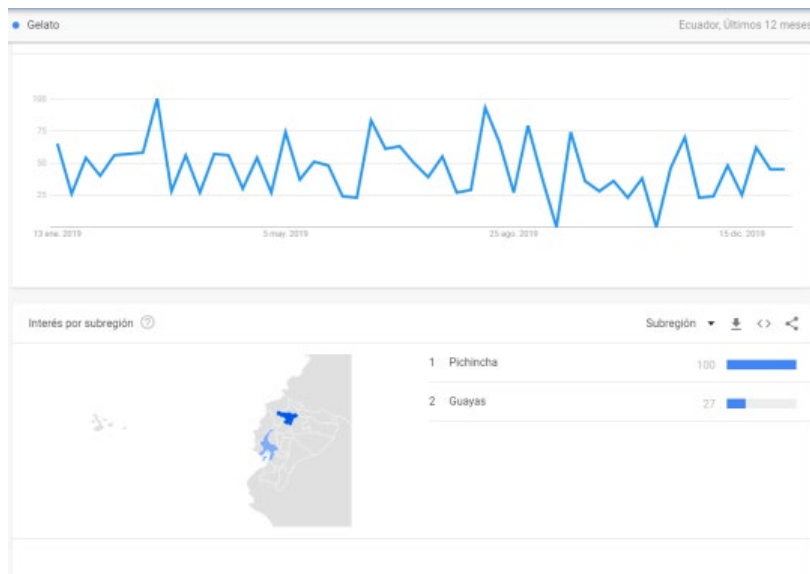 Gelato
Ecuador, Últimos 12 meses
100
75
50
25
13 ene. 2019
5 may. 2019
25 ago. 2019
15 dic. 2019
Interés por subregión
Subregión
1 Pichincha 100
2 Guayas 27